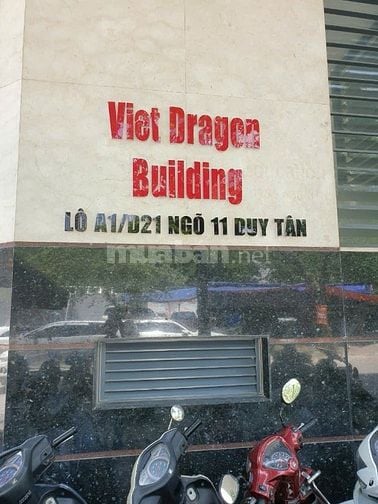 Viet Dragon
Building
LÔ A1/D21 NGÕ 11 DUY TÂN
muaban.net